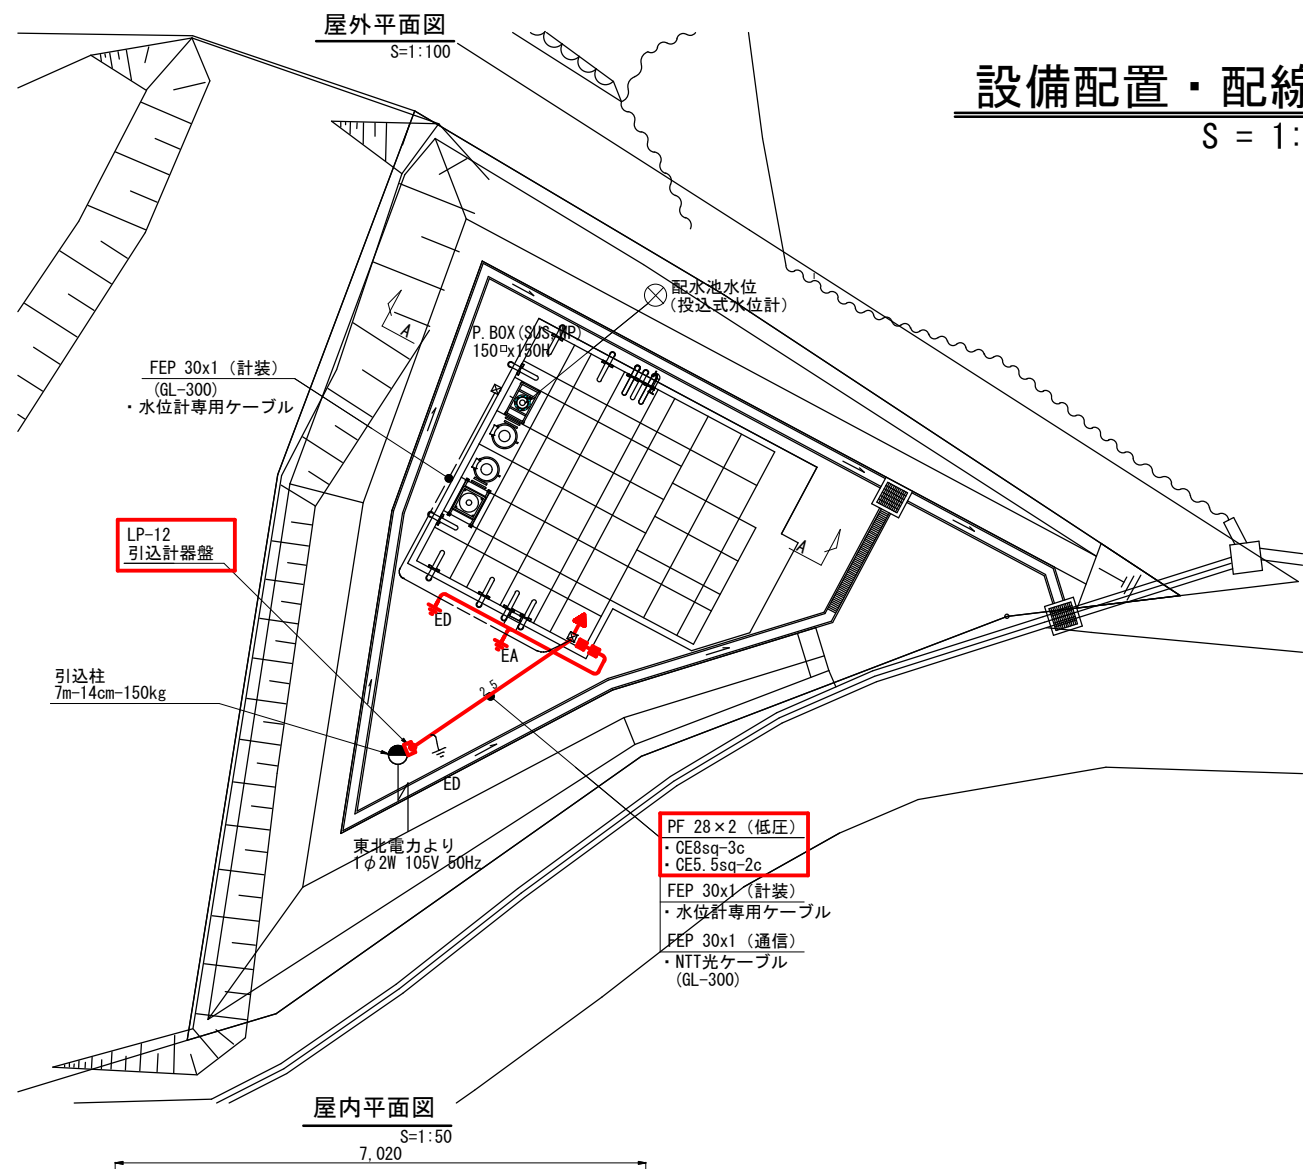 屋外平面図
S=1:100
設備配置・配線
S = 1:
配水池水位
(投込式水位計)
P.BOX(SUS,WP)
150□x150H
A
FEP 30x1 (計装)
(GL-300)
・水位計専用ケーブル
LP-12
引込計器盤
A
ED
EA
引込柱
7m-14cm-150kg
2.5
ED
東北電力より
1φ2W 105V 50Hz
PF 28×2 (低圧)
・CE8sq-3c
・CE5.5sq-2c
FEP 30x1 (計装)
・水位計専用ケーブル
FEP 30x1 (通信)
・NTT光ケーブル
(GL-300)
屋内平面図
S=1:50
7,020